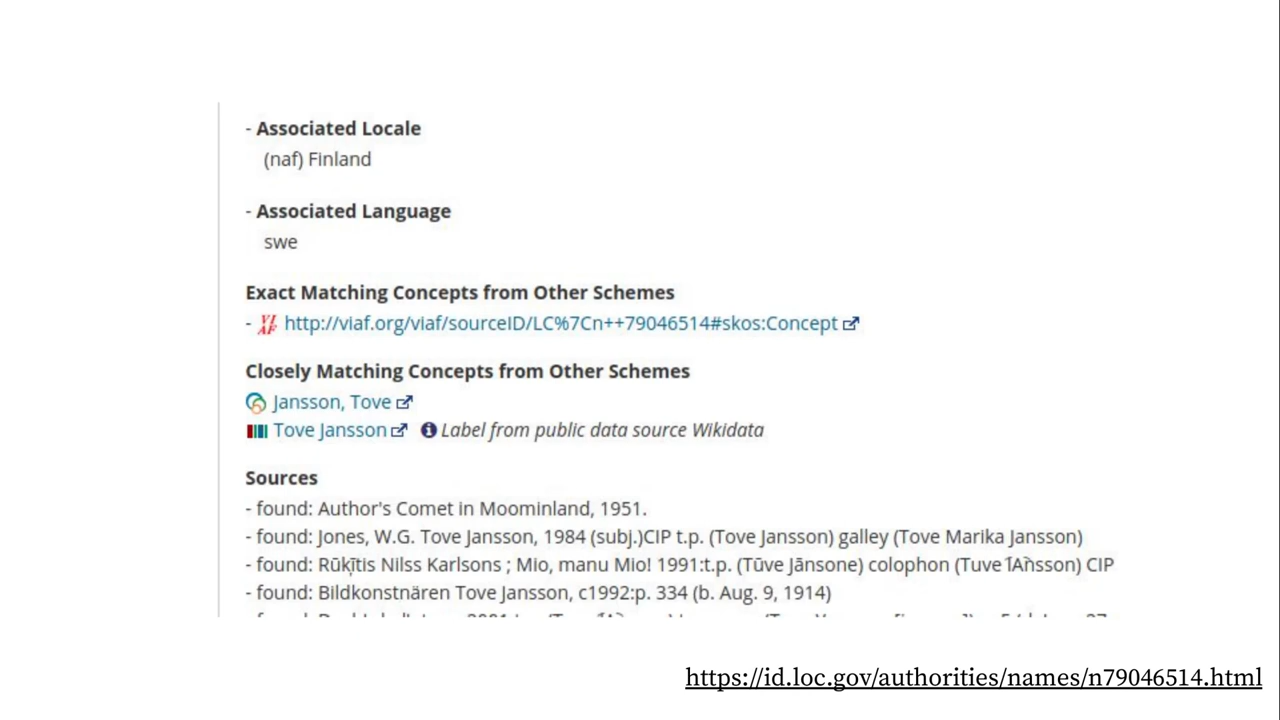 - Associated Locale
(naf) Finland
- Associated Language
swe
Exact Matching Concepts from Other Schemes
- VIAF http://viaf.org/viaf/sourceID/LC%7Cn++79046514#skos:Concept
Closely Matching Concepts from Other Schemes
Jansson, Tove
Tove Jansson Label from public data source Wikidata
Sources
- found: Author's Comet in Moominland, 1951.
- found: Jones, W.G. Tove Jansson, 1984 (subj.)CIP t.p. (Tove Jansson) galley (Tove Marika Jansson)
- found: Rūķītis Nilss Karlsons ; Mio, manu Mio! 1991:t.p. (Tūve Jānsone) colophon (Tuve) CIP
- found: Bildkonstnären Tove Jansson, c1992:p. 334 (b. Aug. 9, 1914)
https://id.loc.gov/authorities/names/n79046514.html